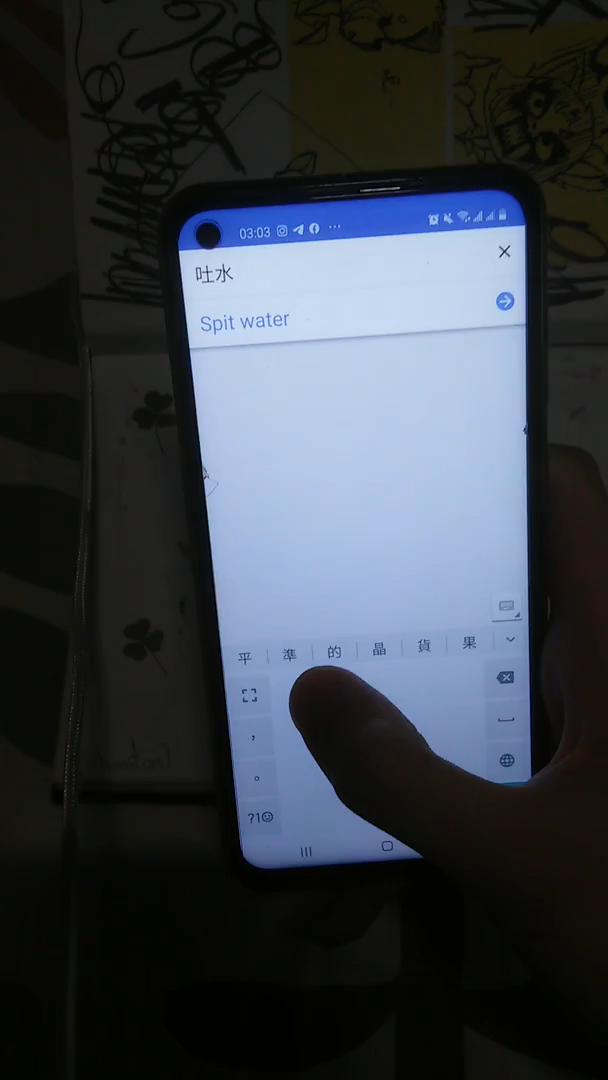 03:03
吐水
Spit water
平 準 的 晶 貨 果
，
。
?1☺